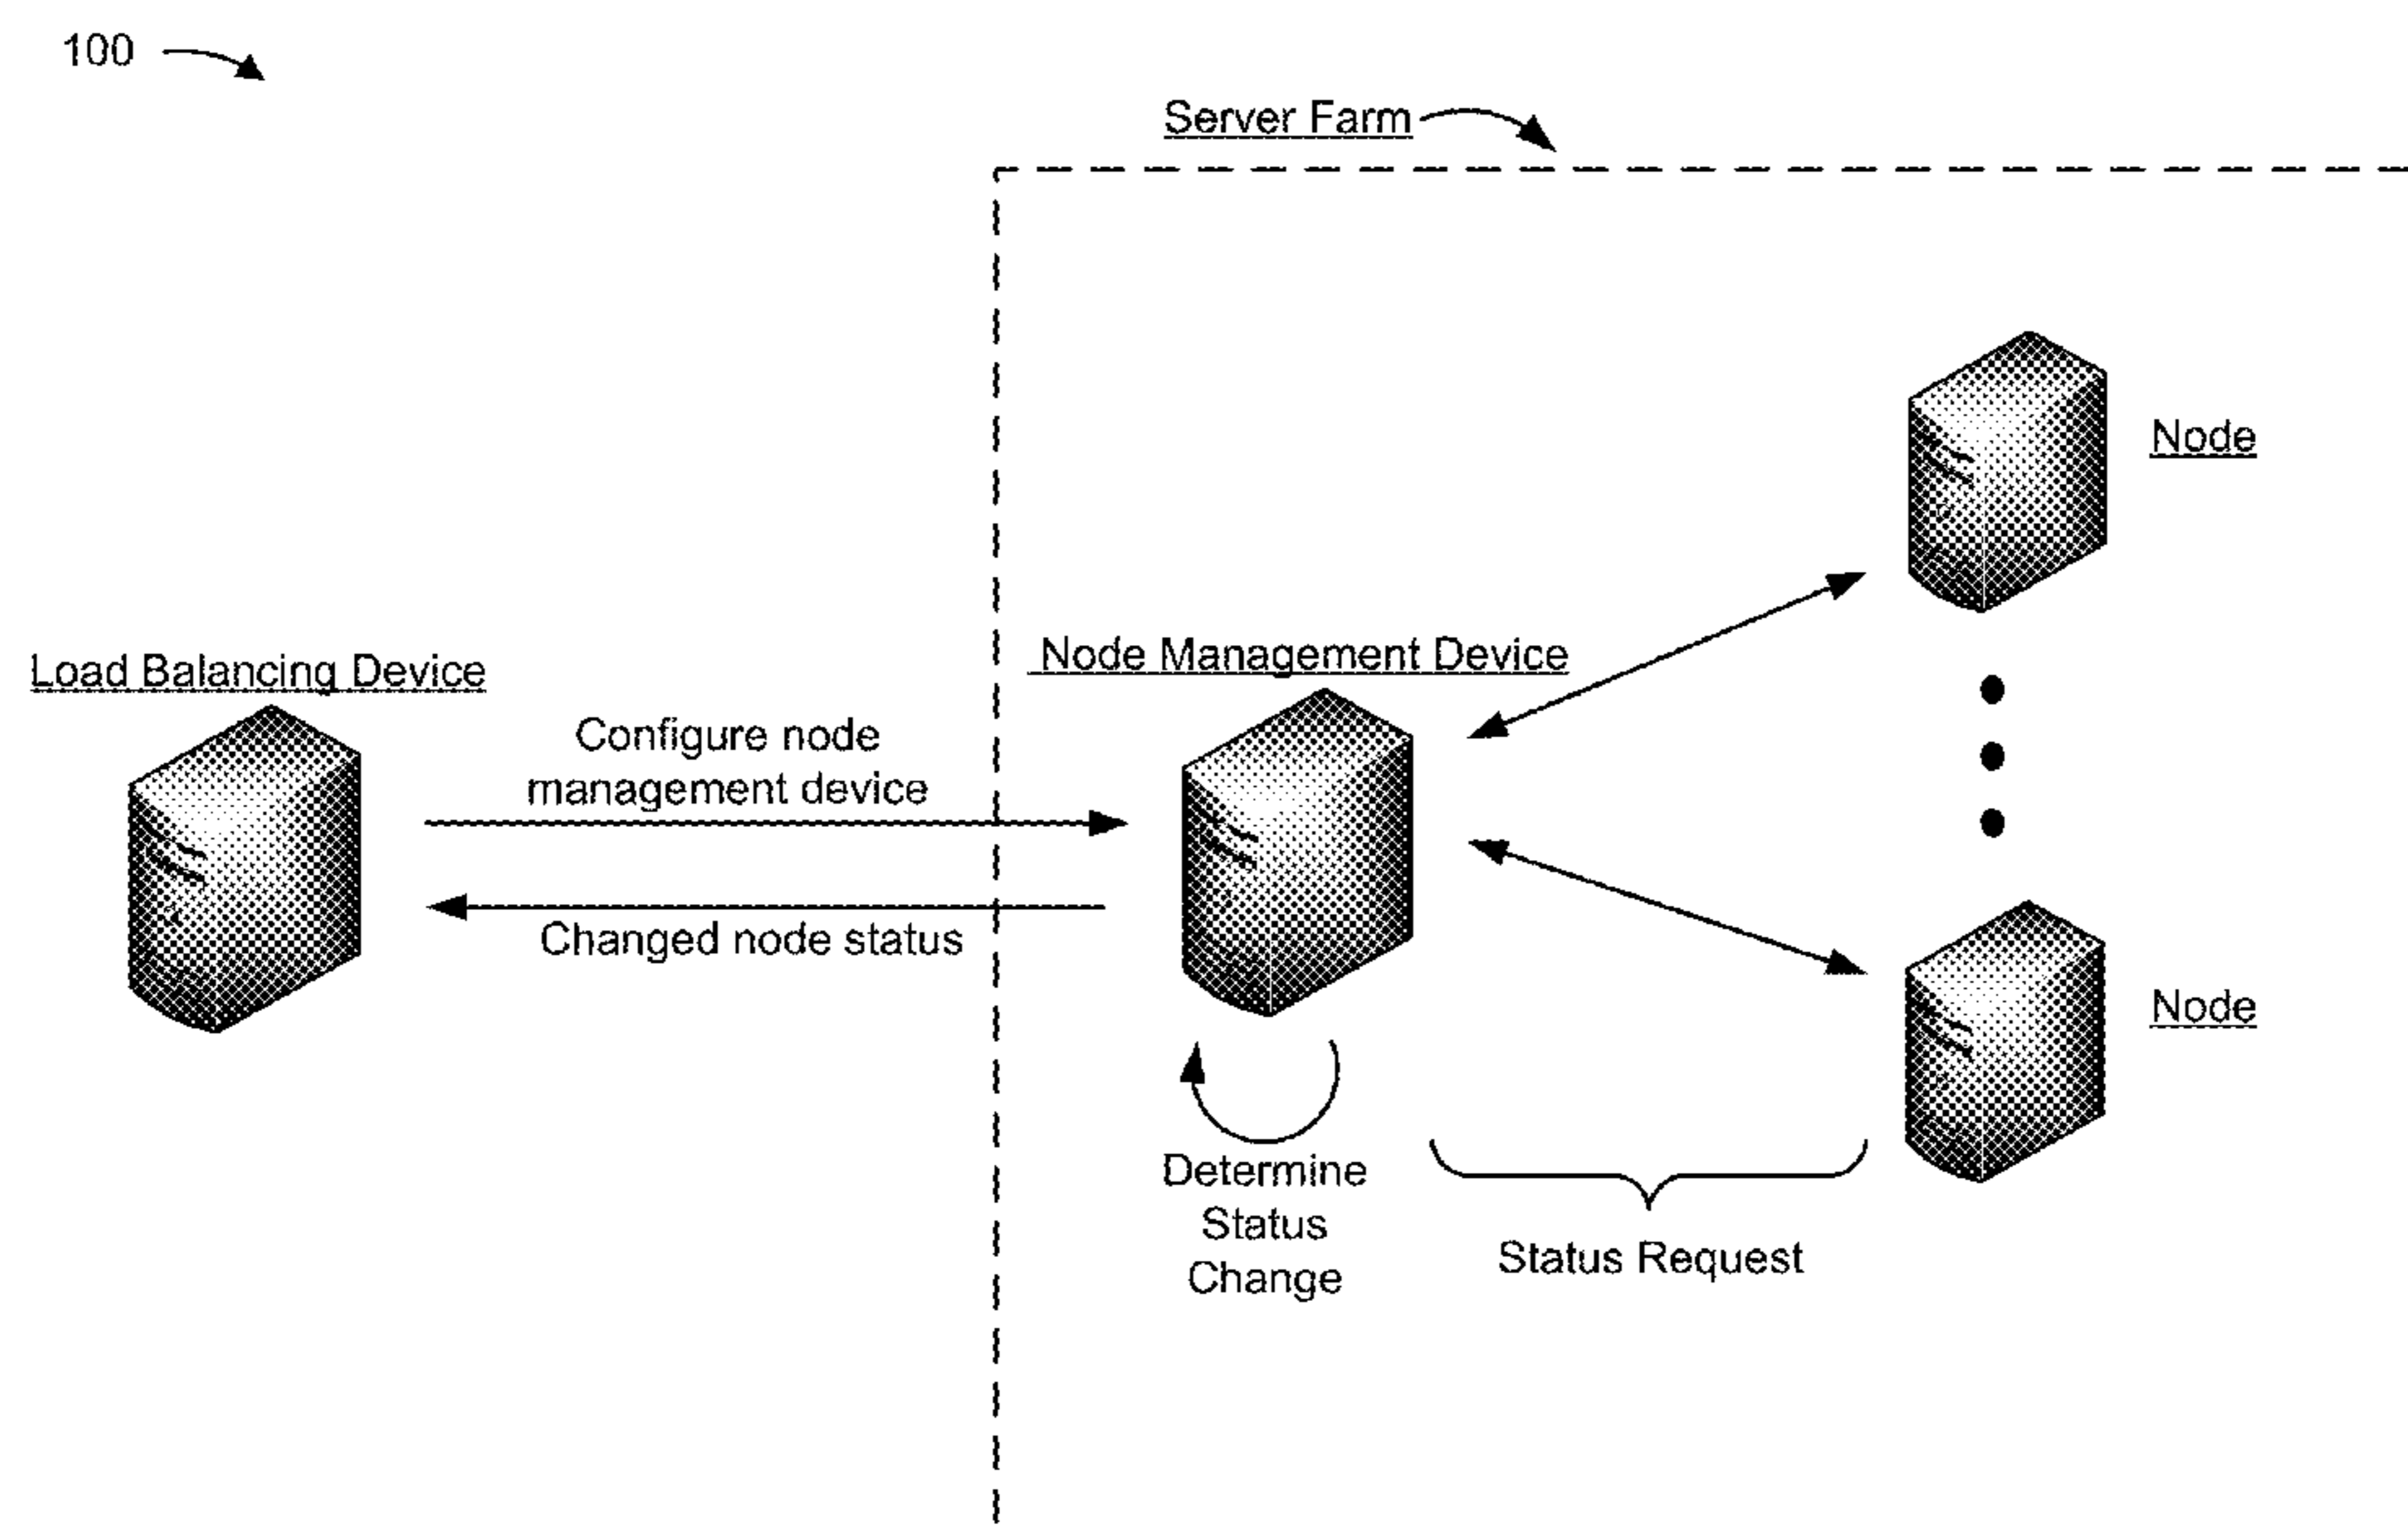 100
Server Farm
Node
Node Management Device
Load Balancing Device
Configure node
management device
Changed node status
Node
Determine
Status
Change
Status Request